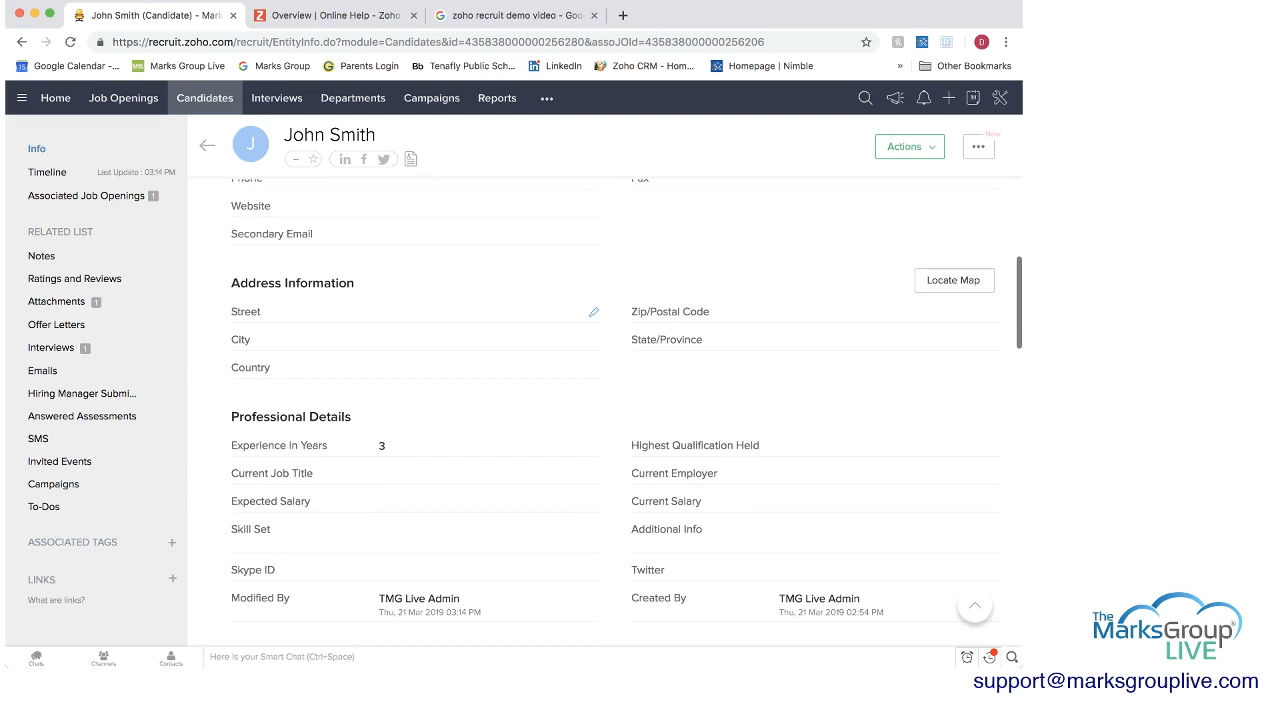 John Smith (Candidate) - Mark
Overview | Online Help - Zoho
zoho recruit demo video - Goo
https://recruit.zoho.com/recruit/EntityInfo.do?module=Candidates&id=435838000000256280&assoJOId=435838000000256206
D
15 Google Calendar -...
Marks Group Live
Marks Group
Parents Login
Bb Tenafly Public Sch...
LinkedIn
Zoho CRM - Hom...
Homepage | Nimble
»
Other Bookmarks
Home Job Openings Candidates Interviews Departments Campaigns Reports •••
J
John Smith
Actions
New
Info
Timeline Last Update : 03:14 PM
Associated Job Openings 1
RELATED LIST
Notes
Ratings and Reviews
Attachments 1
Offer Letters
Interviews 1
Emails
Hiring Manager Submi...
Answered Assessments
SMS
Invited Events
Campaigns
To-Dos
ASSOCIATED TAGS +
LINKS +
What are links?
Phone Fax
Website
Secondary Email
Address Information
Locate Map
Street Zip/Postal Code
City State/Province
Country
Professional Details
Experience in Years 3 Highest Qualification Held
Current Job Title Current Employer
Expected Salary Current Salary
Skill Set Additional Info
Skype ID Twitter
Modified By TMG Live Admin Created By TMG Live Admin
Thu, 21 Mar 2019 03:14 PM Thu, 21 Mar 2019 02:54 PM
Chats Channels Contacts
Here is your Smart Chat (Ctrl+Space)
The
MarksGroup®
LIVE
support@marksgrouplive.com